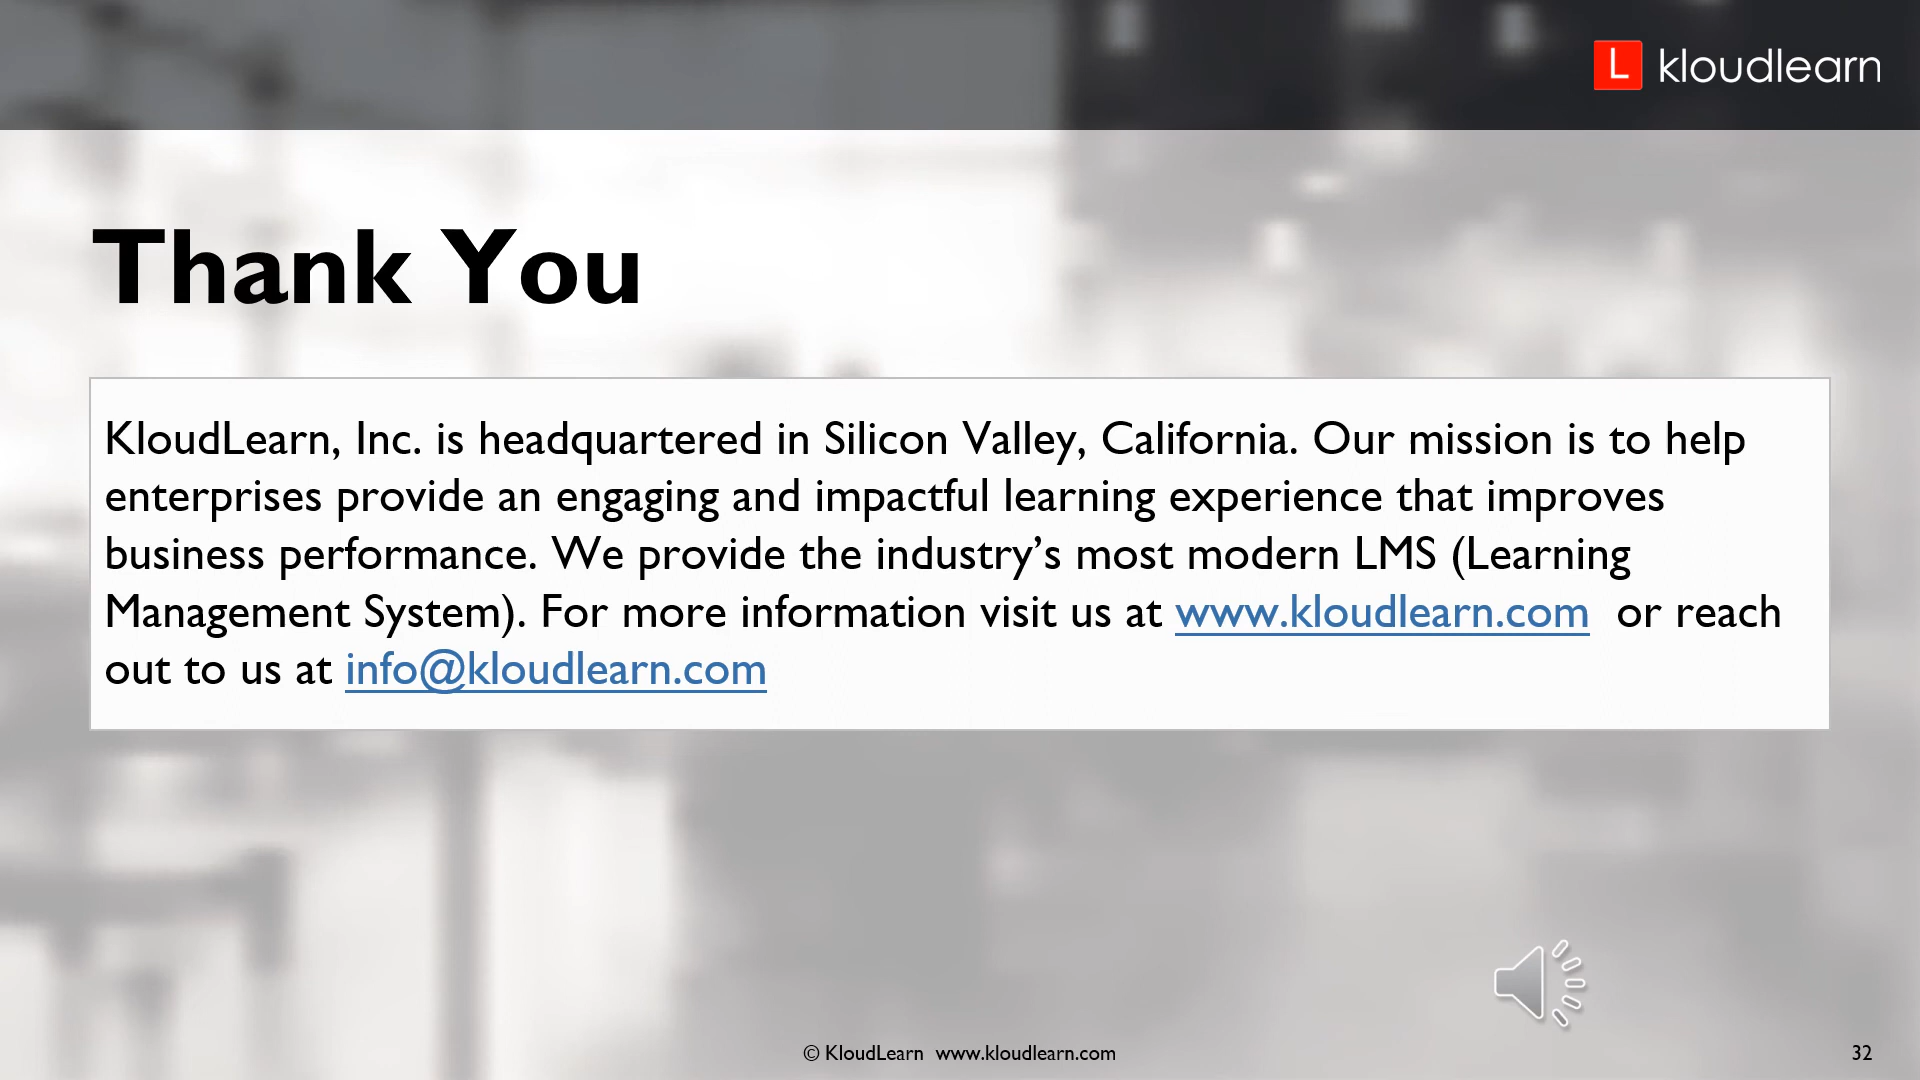 L kloudlearn
Thank You
KloudLearn, Inc. is headquartered in Silicon Valley, California. Our mission is to help
enterprises provide an engaging and impactful learning experience that improves
business performance. We provide the industry’s most modern LMS (Learning
Management System). For more information visit us at www.kloudlearn.com or reach
out to us at info@kloudlearn.com
© KloudLearn www.kloudlearn.com
32